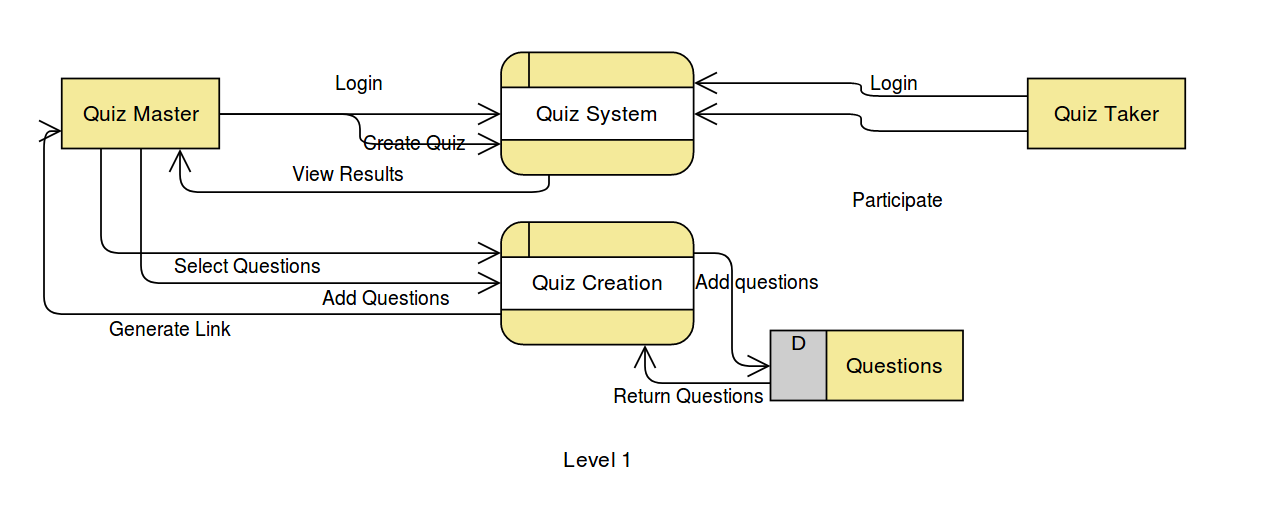 Login
Login
Quiz Master
Quiz System
Quiz Taker
Create Quiz
View Results
Participate
Select Questions
Quiz Creation
Add questions
Add Questions
Generate Link
D
Questions
Return Questions
Level 1